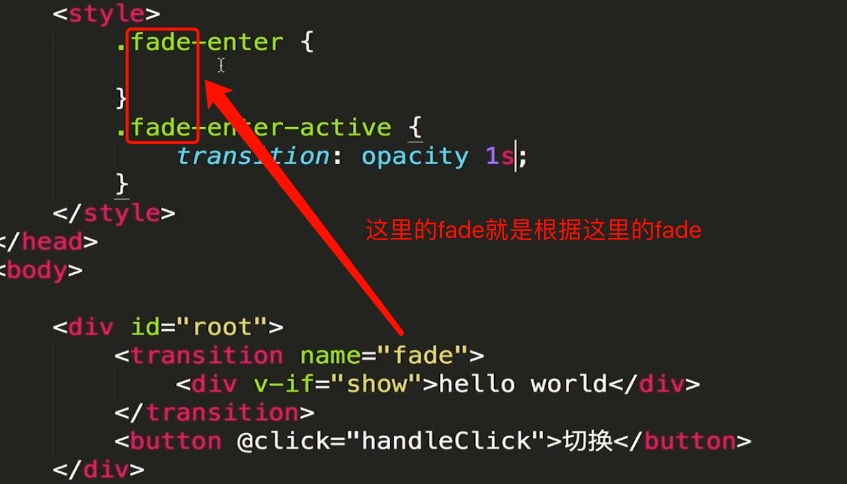 <style>
.fade-enter {
}
.fade-enter-active {
transition: opacity 1s;
}
</style>
这里的fade就是根据这里的fade
</head>
<body>
<div id="root">
<transition name="fade">
<div v-if="show">hello world</div>
</transition>
<button @click="handleClick">切换</button>
</div>